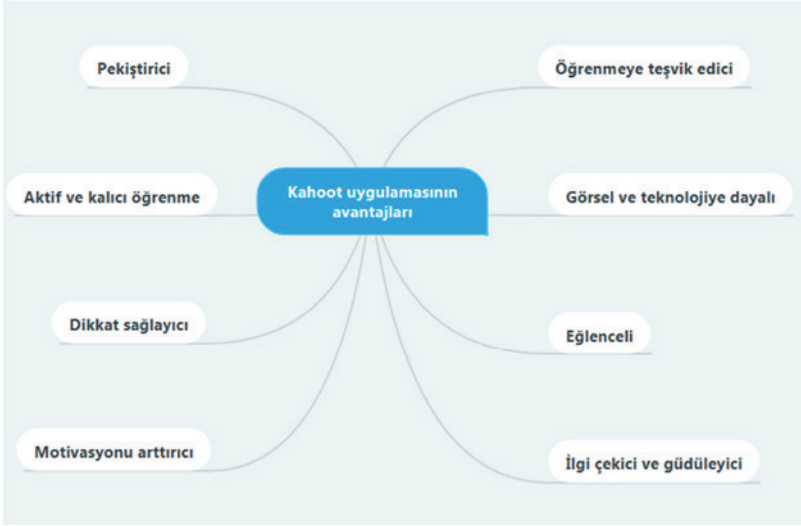 Pekiştirici
Öğrenmeye teşvik edici
Kahoot uygulamasının
avantajları
Aktif ve kalıcı öğrenme
Görsel ve teknolojiye dayalı
Dikkat sağlayıcı
Eğlenceli
Motivasyonu arttırıcı
İlgi çekici ve güdüleyici